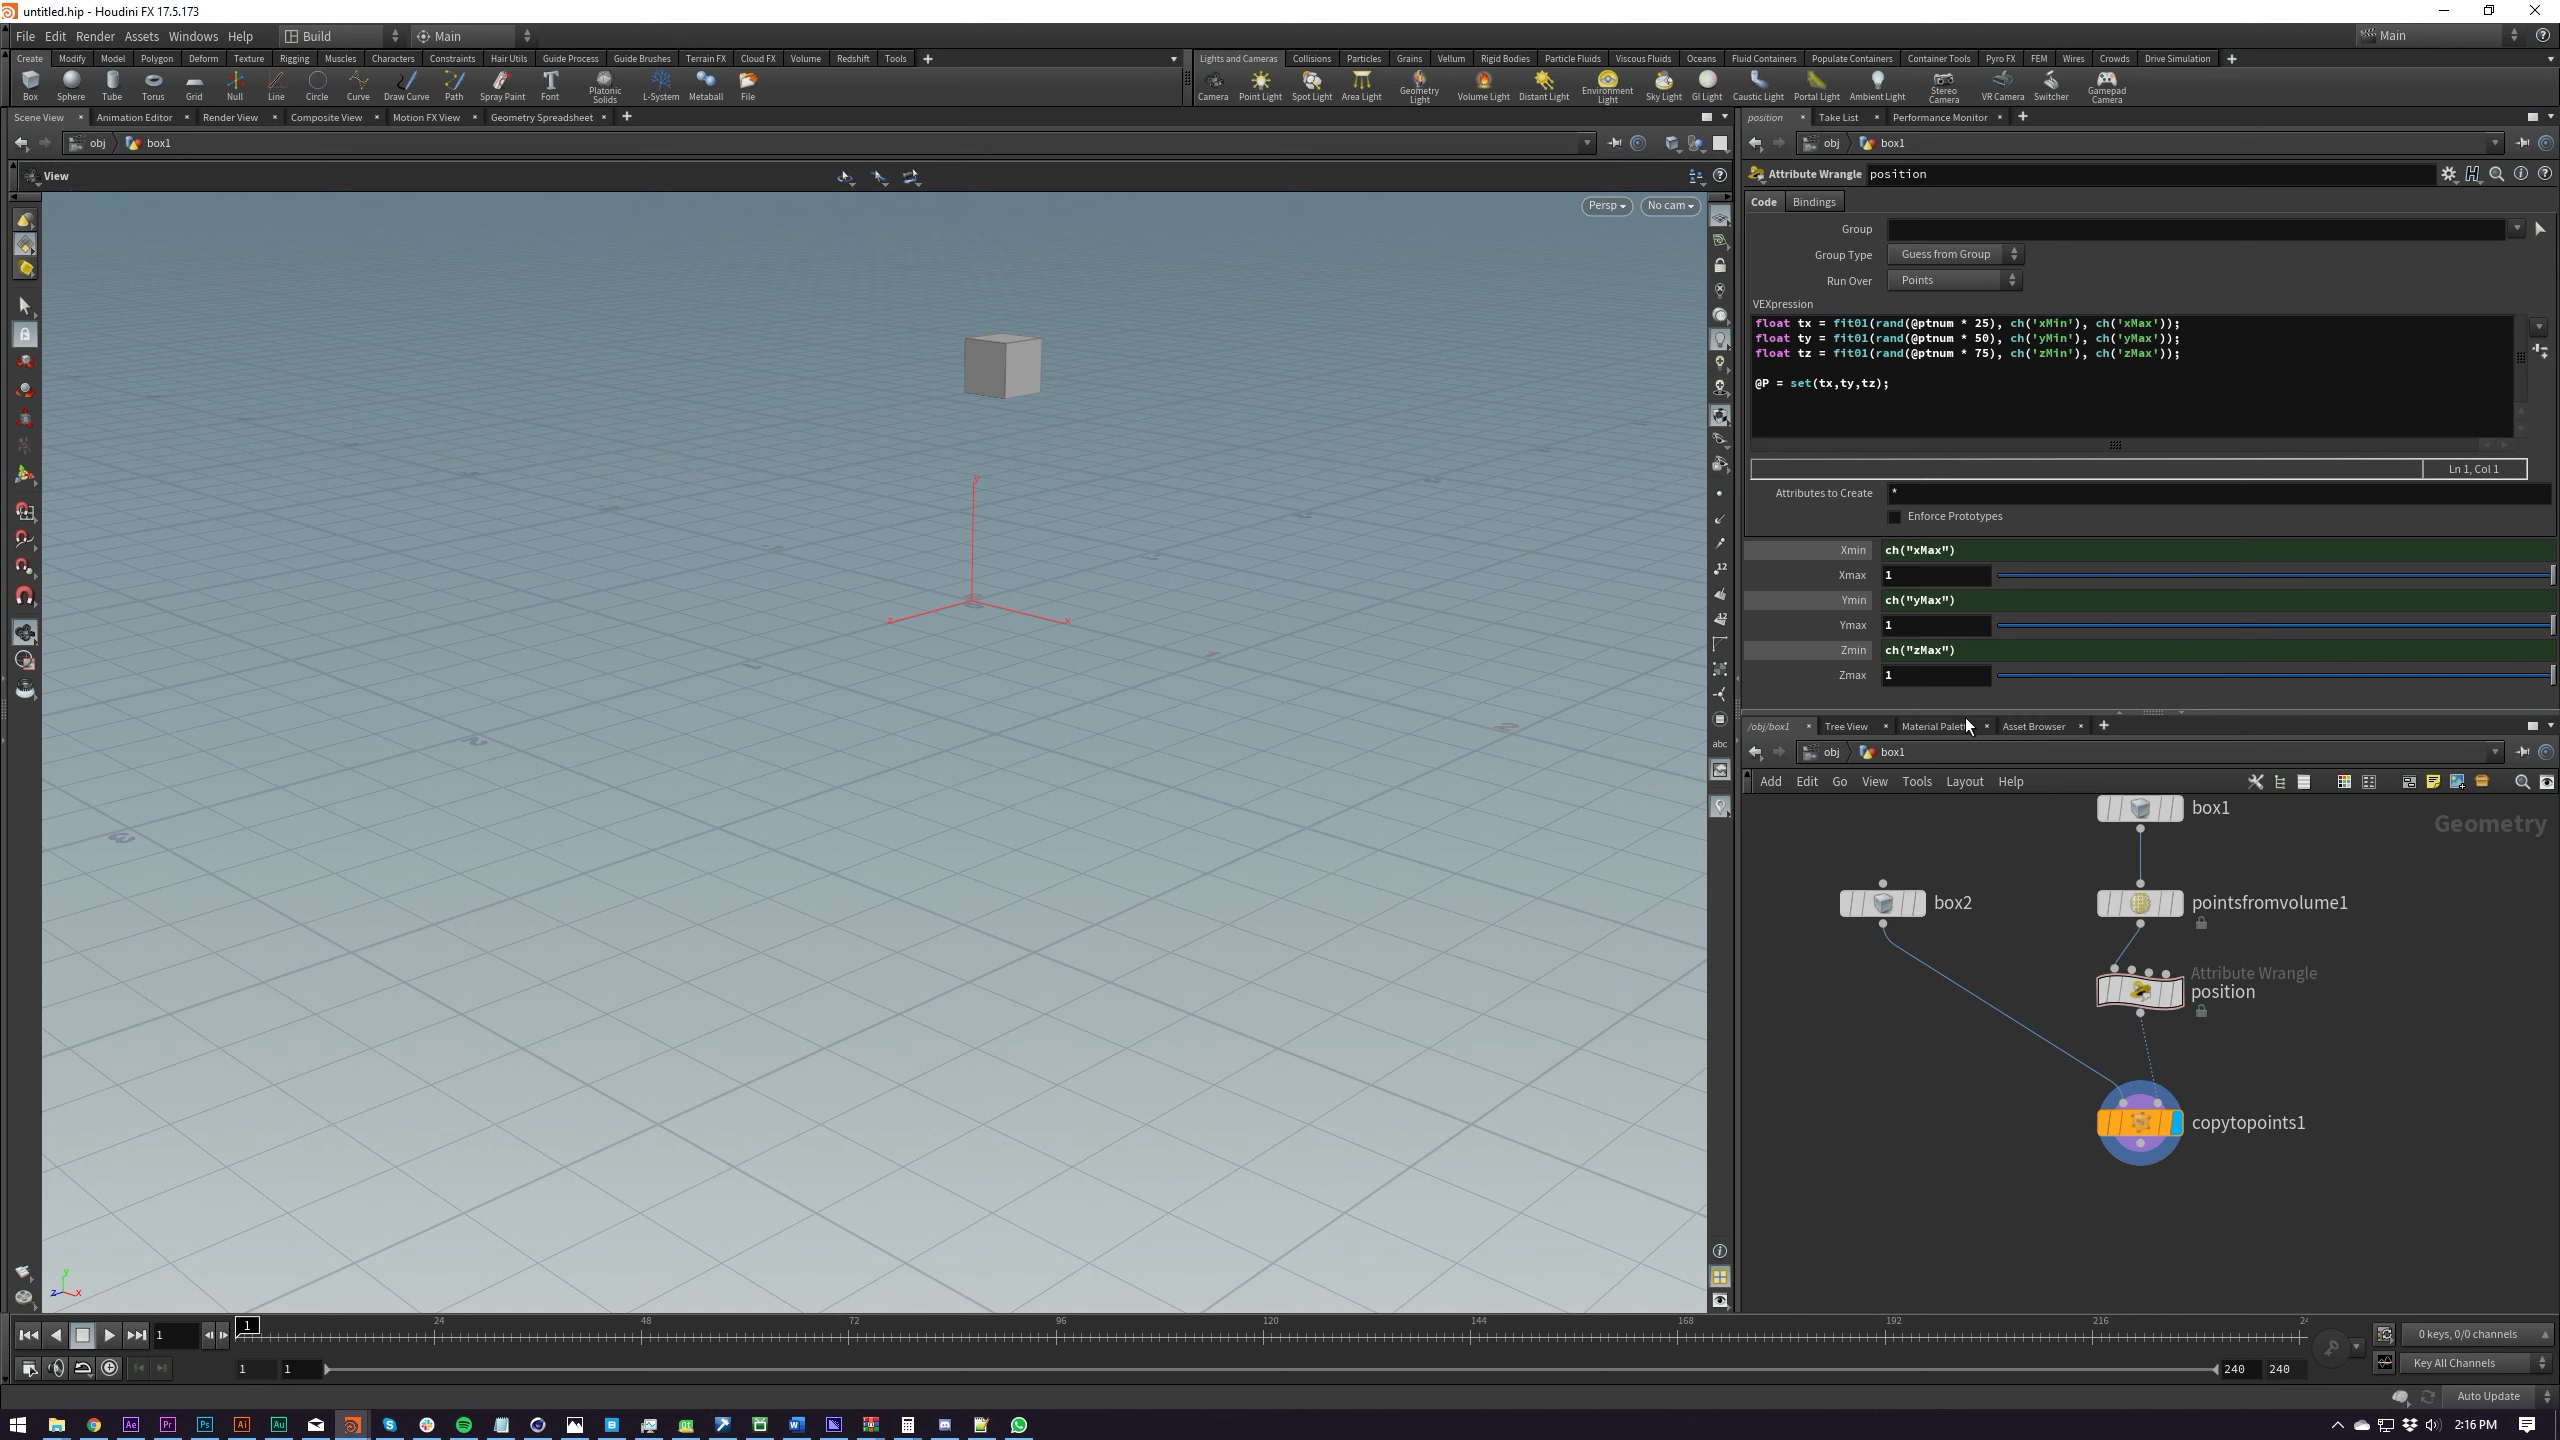 untitled.hip - Houdini FX 17.5.173
File Edit Render Assets Windows Help Build Main Main
Create Modify Model Polygon Deform Texture Rigging Muscles Characters Constraints Hair Utils Guide Process Guide Brushes Terrain FX Cloud FX Volume Redshift Tools
Lights and Cameras Collisions Particles Grains Vellum Rigid Bodies Particle Fluids Viscous Fluids Oceans Fluid Containers Populate Containers Container Tools Pyro FX FEM Wires Crowds Drive Simulation
Box Sphere Tube Torus Grid Null Line Circle Curve Draw Curve Path Spray Paint Font Platonic Solids L-System Metaball File
Camera Point Light Spot Light Area Light Geometry Light Volume Light Distant Light Environment Light Sky Light GI Light Caustic Light Portal Light Ambient Light Stereo Camera VR Camera Switcher Gamepad Camera
Scene View Animation Editor Render View Composite View Motion FX View Geometry Spreadsheet
position Take List Performance Monitor
obj box1
obj box1
View
Persp No cam
Attribute Wrangle position
Code Bindings
Group
Group Type Guess from Group
Run Over Points
VEXpression
float tx = fit01(rand(@ptnum * 25), ch('xMin'), ch('xMax'));
float ty = fit01(rand(@ptnum * 50), ch('yMin'), ch('yMax'));
float tz = fit01(rand(@ptnum * 75), ch('zMin'), ch('zMax'));
@P = set(tx,ty,tz);
Ln 1, Col 1
Attributes to Create *
Enforce Prototypes
Xmin ch("xMax")
Xmax 1
Ymin ch("yMax")
Ymax 1
Zmin ch("zMax")
Zmax 1
y
z x
12
12
abc
/obj/box1 Tree View Material Palett Asset Browser
obj box1
Add Edit Go View Tools Layout Help
Geometry
box1
box2
pointsfromvolume1
Attribute Wrangle
position
copytopoints1
y
z x
1 1 24 48 72 96 120 144 168 192 216 24
0 keys, 0/0 channels
1 1 240 240
Key All Channels
Auto Update
Ae Pr Ps Ai Au
2:16 PM